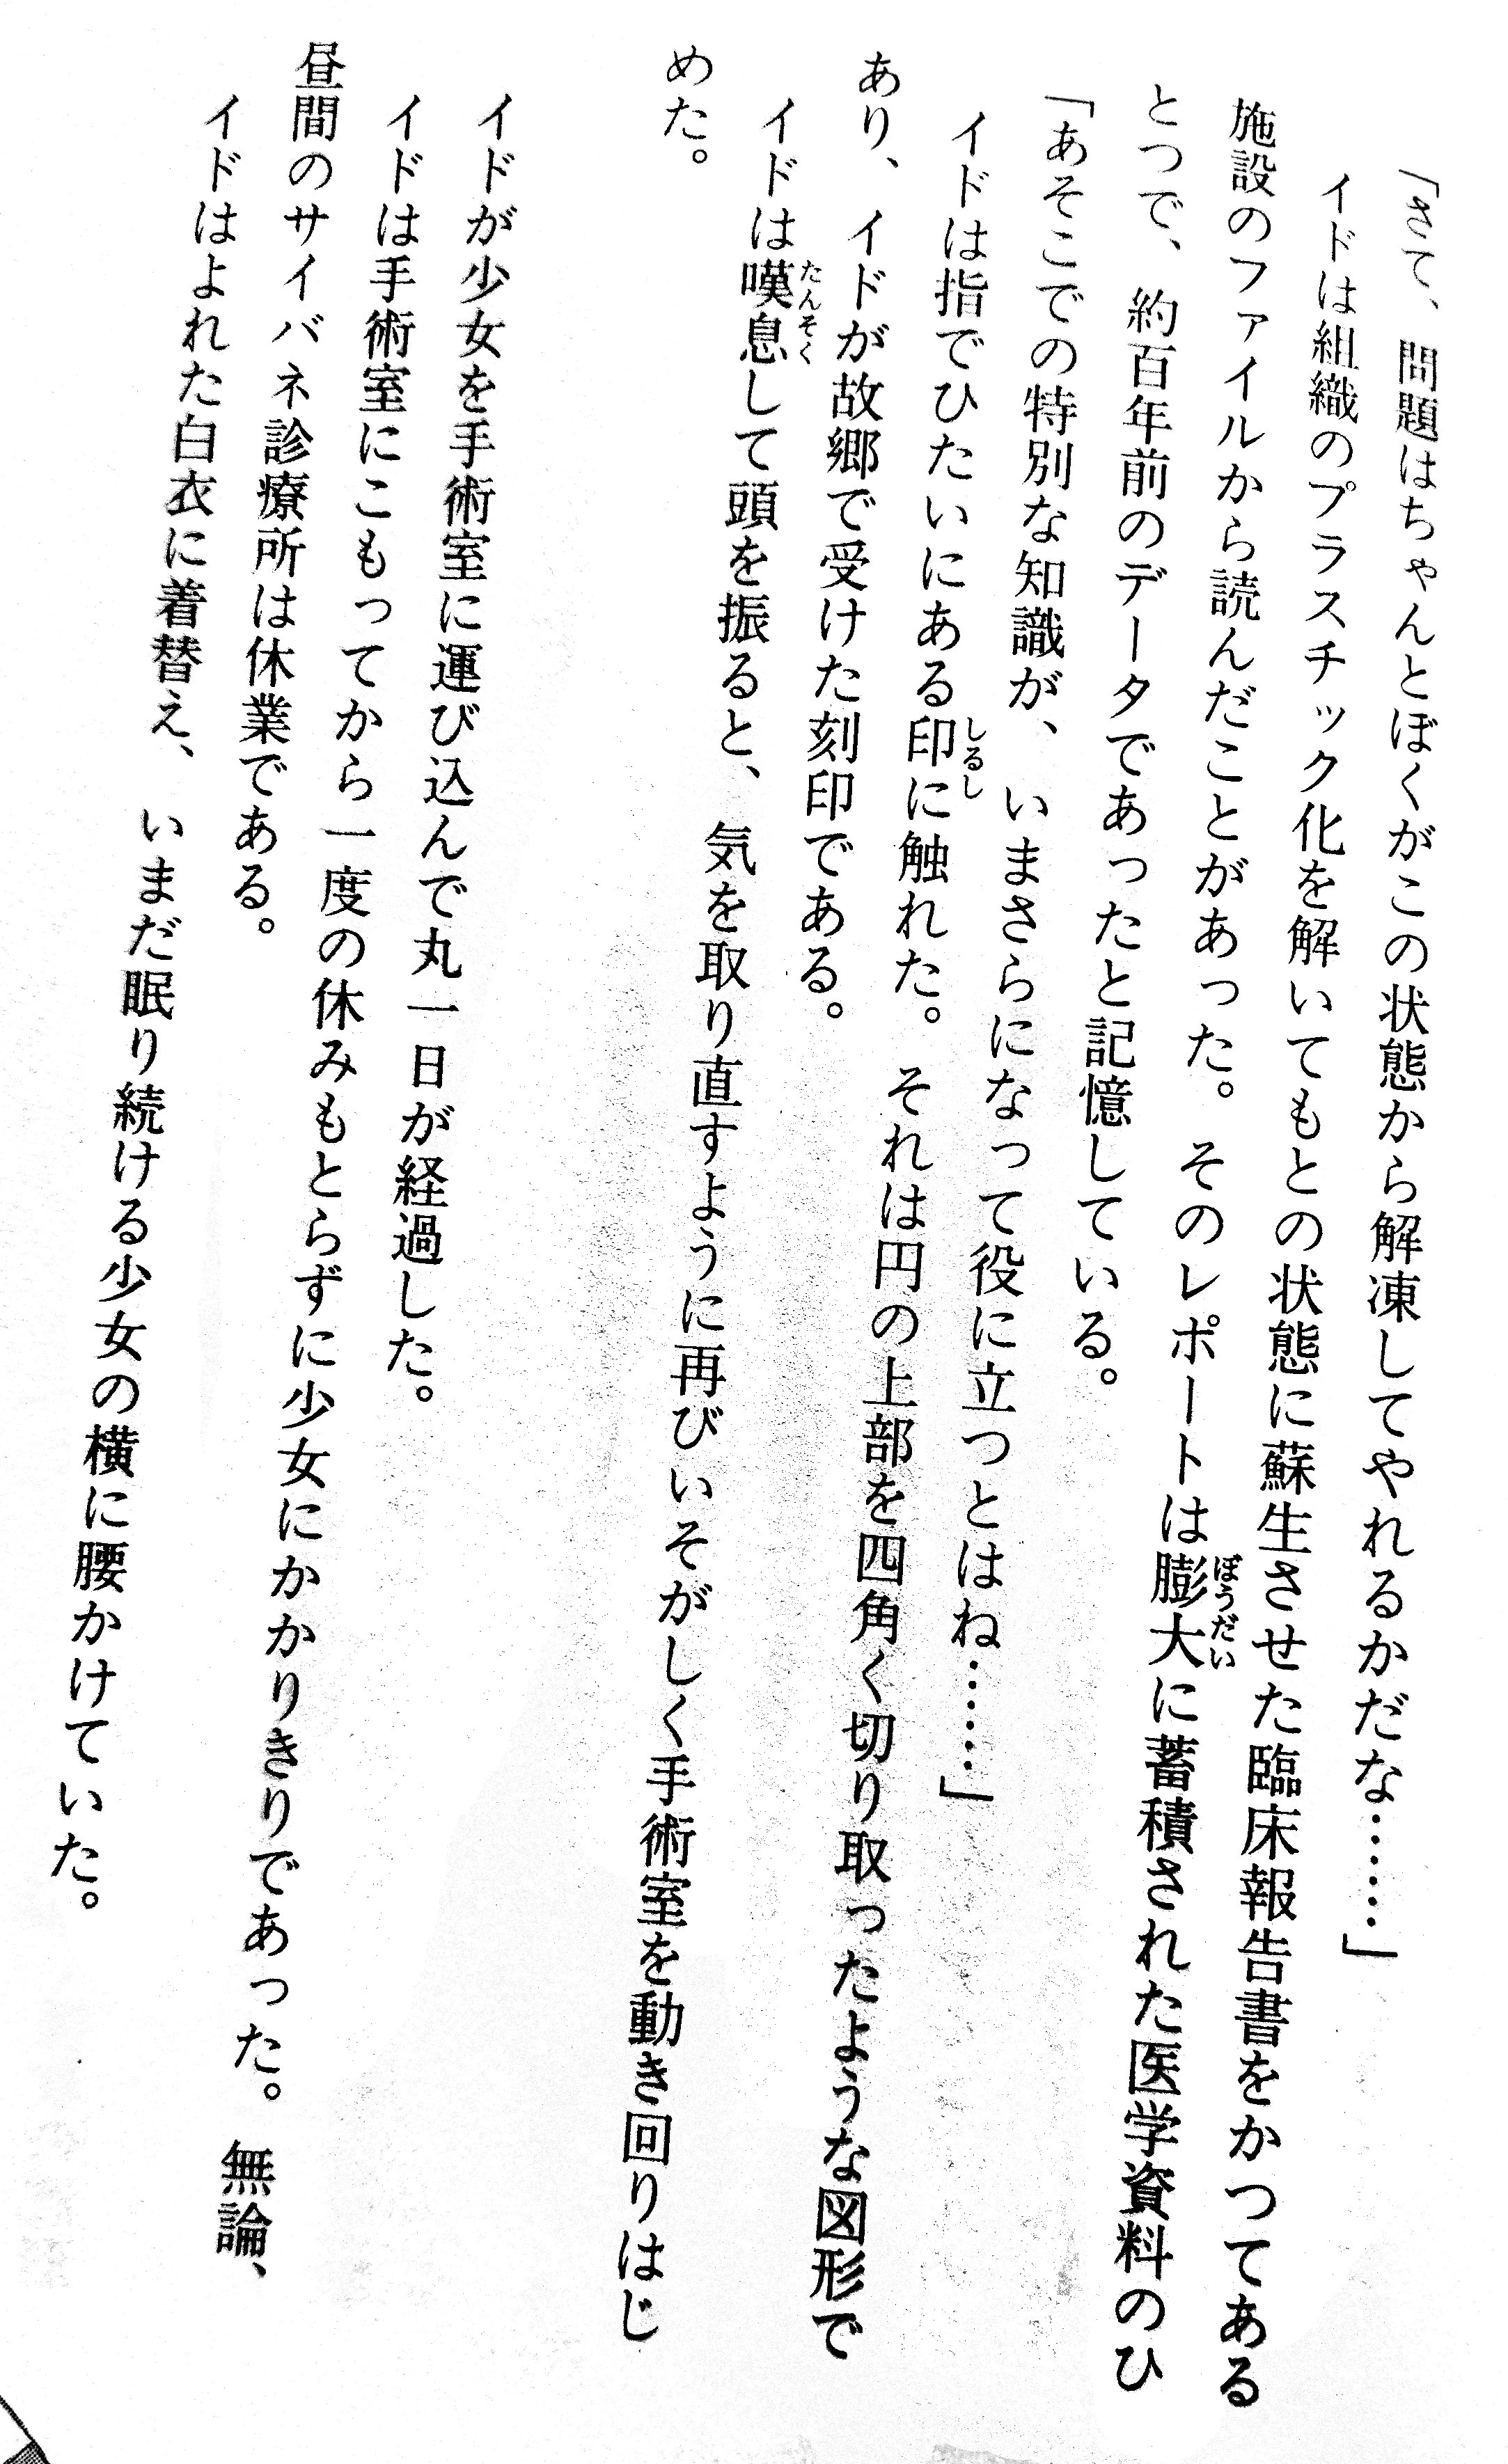 「さて、問題はちゃんとぼくがこの状態から解凍してやれるかだな……」
イドは組織のプラスチック化を解いてもとの状態に蘇生させた臨床報告書をかつてある
施設のファイルから読んだことがあった。そのレポートは膨大に蓄積された医学資料のひ
とつで、約百年前のデータであったと記憶している。
「あそこでの特別な知識が、いまさらになって役に立つとはね……」
イドは指でひたいにある印に触れた。それは円の上部を四角く切り取ったような図形で
あり、イドが故郷で受けた刻印である。
イドは嘆息して頭を振ると、気を取り直すように再びいそがしく手術室を動き回りはじ
めた。
イドが少女を手術室に運び込んで丸一日が経過した。
イドは手術室にこもってから一度の休みもとらずに少女にかかりきりであった。無論、
昼間のサイバネ診療所は休業である。
イドはよれた白衣に着替え、いまだ眠り続ける少女の横に腰かけていた。